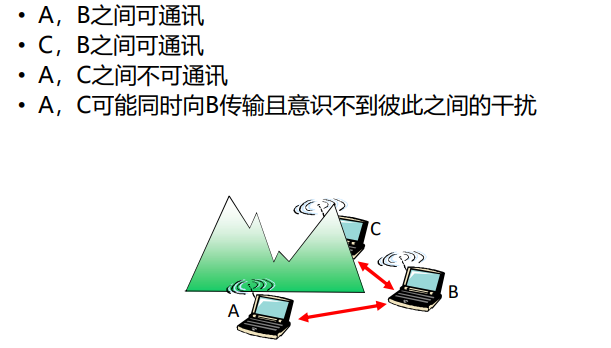 • A，B之间可通讯
• C，B之间可通讯
• A，C之间不可通讯
• A，C可能同时向B传输且意识不到彼此之间的干扰
C
B
A